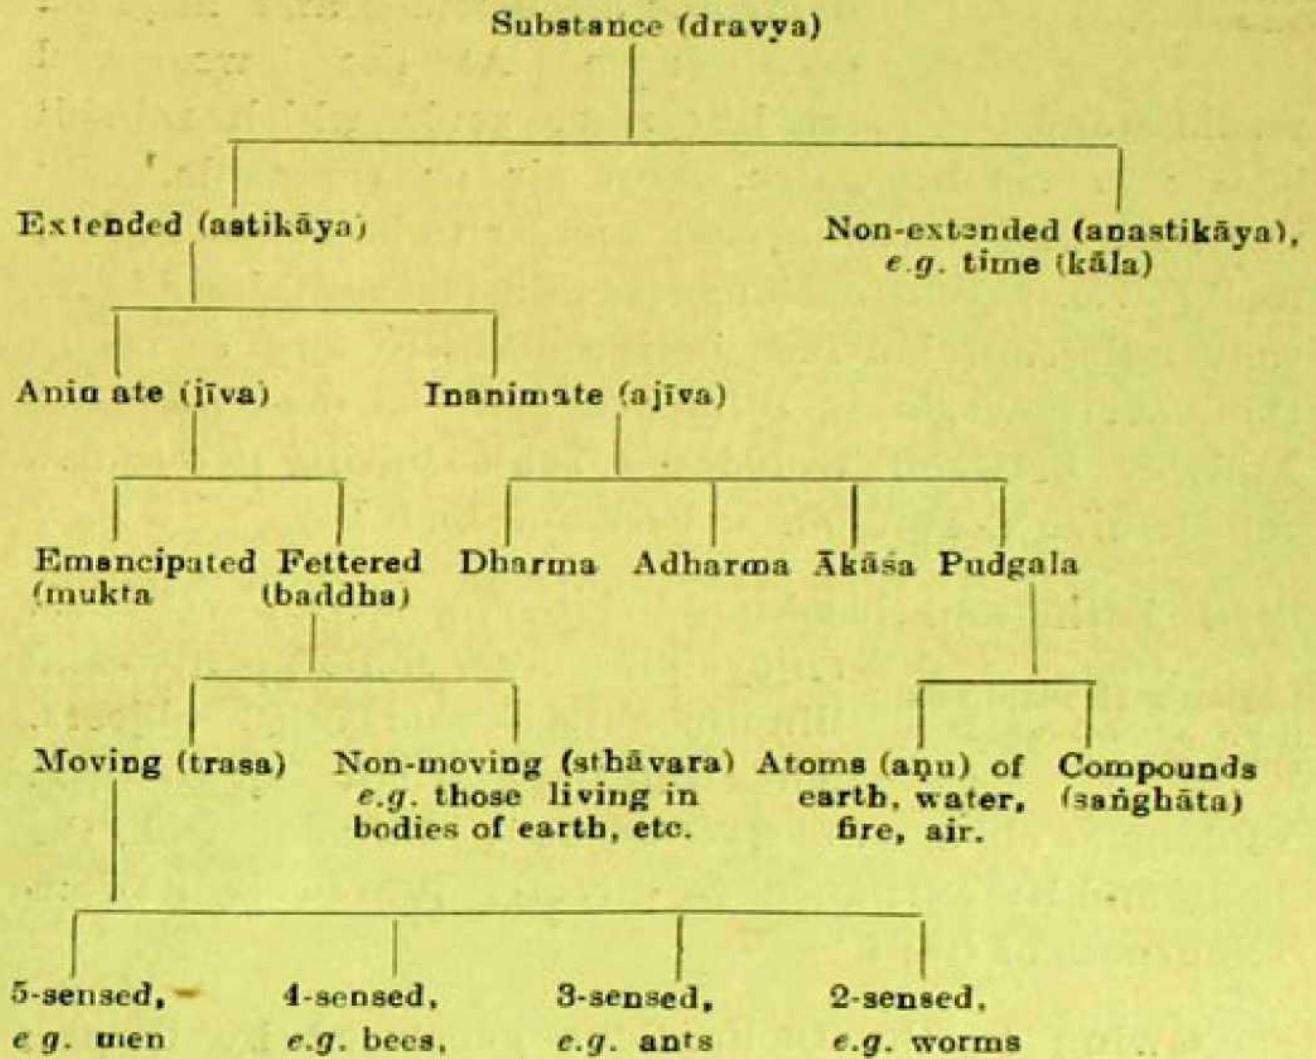 Substance (dravya)
Extended (astikāya)
Non-extended (anastikāya),
e.g. time (kāla)
Animate (jīva)
Inanimate (ajīva)
Emancipated
(mukta
Fettered
(baddha)
Dharma
Adharma
Ākāśa
Pudgala
Moving (trasa)
Non-moving (sthāvara)
e.g. those living in
bodies of earth, etc.
Atoms (aṇu) of
earth, water,
fire, air.
Compounds
(saṅghāta)
5-sensed,
e g. men
4-sensed,
e.g. bees,
3-sensed,
e.g. ants
2-sensed,
e.g. worms